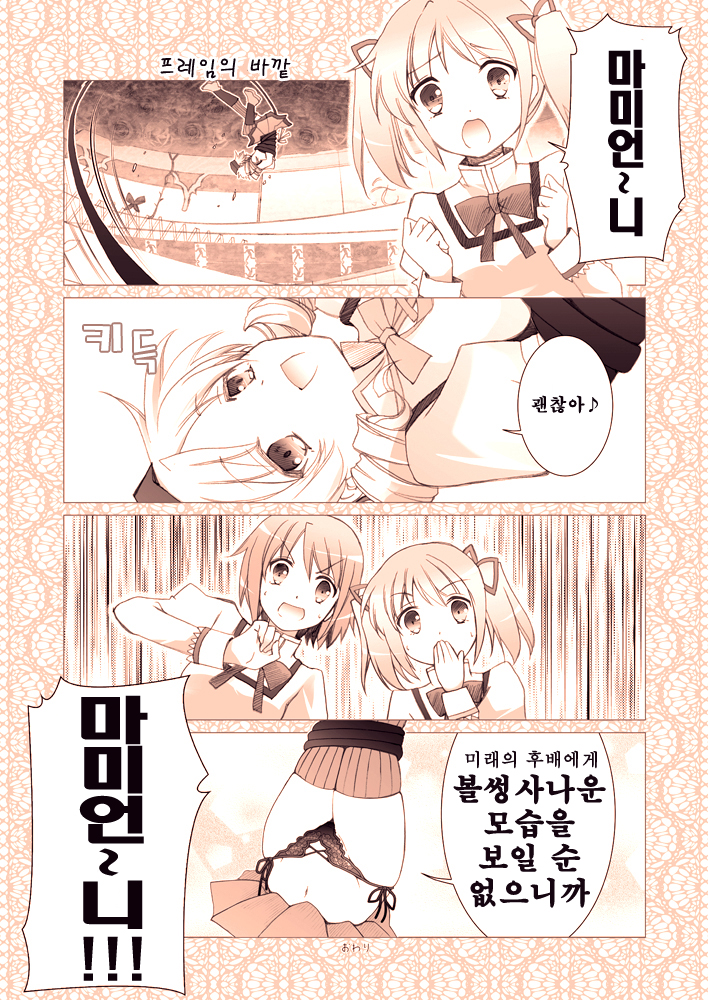 프레임의 바깥
마미언~니
키득
괜찮아♪
마미언~니!!!
미래의 후배에게
볼썽사나운
모습을
보일 순
없으니까
おわり